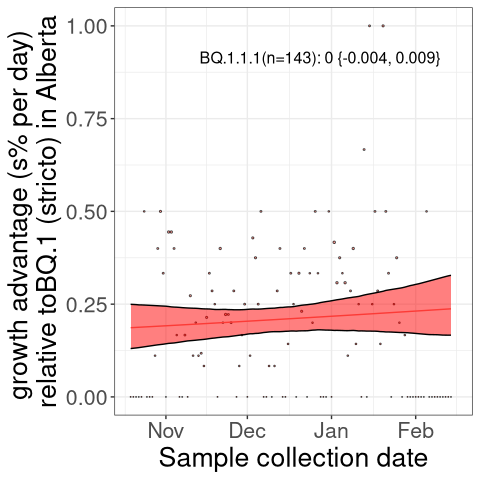 growth advantage (s% per day)
relative toBQ.1 (stricto) in Alberta
1.00
0.75
0.50
0.25
0.00
BQ.1.1.1(n=143): 0 {-0.004, 0.009}
Nov Dec Jan Feb
Sample collection date